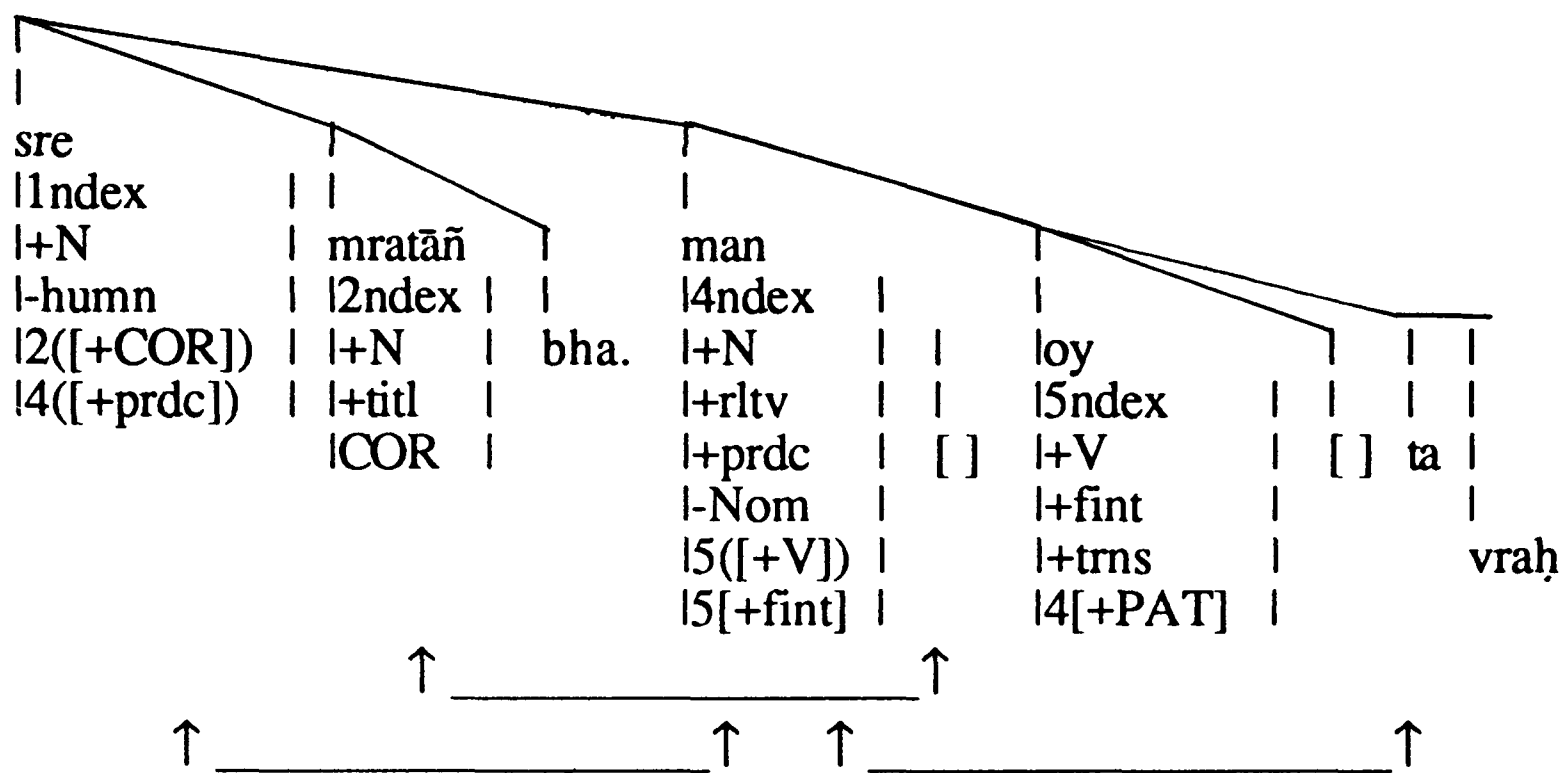 sre
|1ndex | |
|+N | mratāñ | man
|-humn | |2ndex | | |4ndex |
|2([+COR]) | |+N | bha. |+N | | |oy | | |
|4([+prdc]) | |+titl | |+rltv | | |5ndex | | | |
|COR | |+prdc | [ ] |+V | [ ] ta |
|-Nom | |+fint | |
|5([+V]) | |+trns | vraḥ
|5[+fint] | |4[+PAT] |